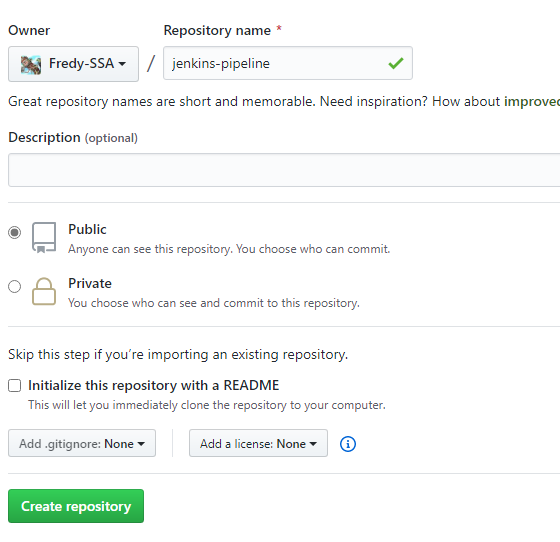 Owner
Repository name *
Fredy-SSA / jenkins-pipeline
Great repository names are short and memorable. Need inspiration? How about improved
Description (optional)
Public
Anyone can see this repository. You choose who can commit.
Private
You choose who can see and commit to this repository.
Skip this step if you’re importing an existing repository.
Initialize this repository with a README
This will let you immediately clone the repository to your computer.
Add .gitignore: None
Add a license: None
Create repository